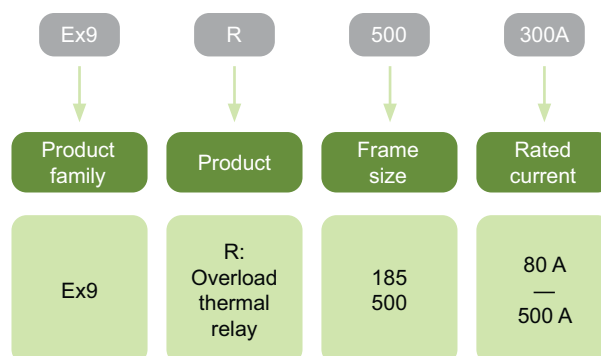 Ex9
R
500
300A
Product
family
Product
Frame
size
Rated
current
Ex9
R:
Overload
thermal
relay
185
500
80 A
—
500 A